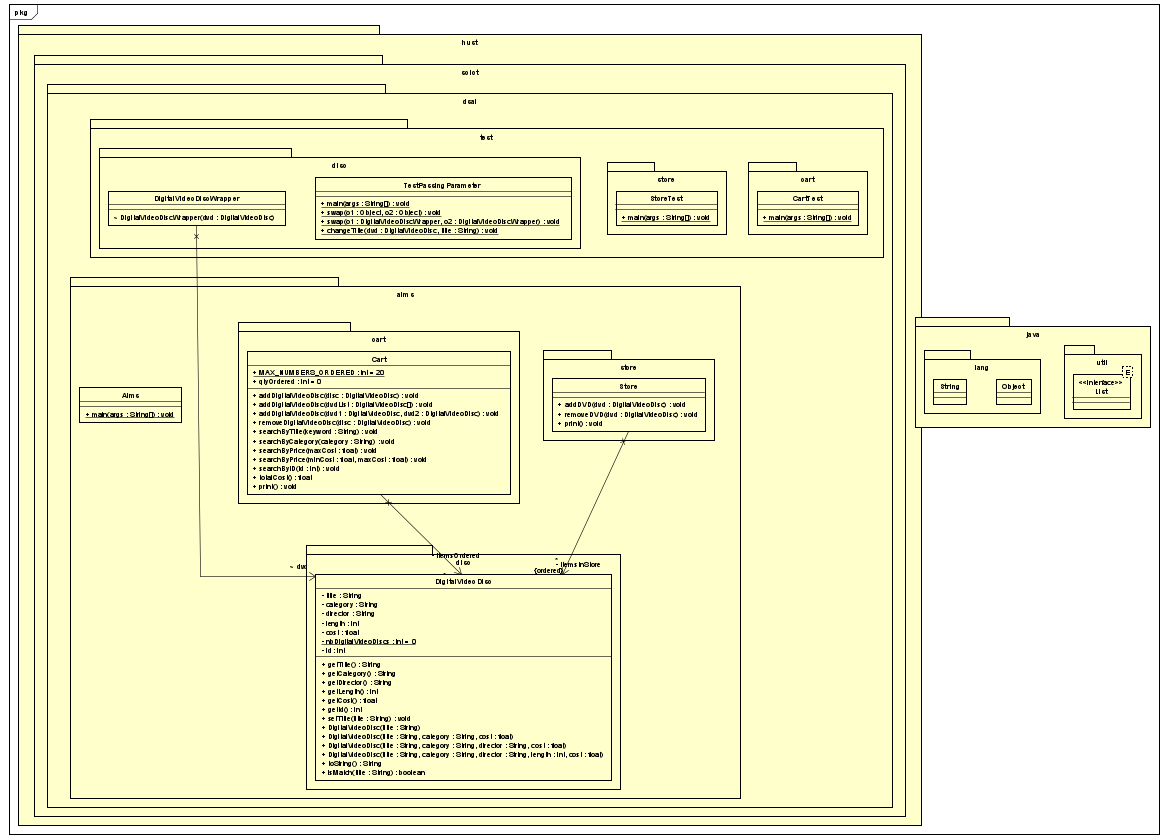 pkg
hust
soict
dsai
test
disc
DigitalVideoDiscWrapper
~ DigitalVideoDiscWrapper(dvd : DigitalVideoDisc)
TestPassingParameter
+ main(args : String[]) : void
+ swap(o1 : Object, o2 : Object) : void
+ swap(o1 : DigitalVideoDiscWrapper, o2 : DigitalVideoDiscWrapper) : void
+ changeTitle(dvd : DigitalVideoDisc, title : String) : void
store
StoreTest
+ main(args : String[]) : void
cart
CartTest
+ main(args : String[]) : void
aims
Aims
+ main(args : String[]) : void
cart
Cart
+ MAX_NUMBERS_ORDERED : int = 20
+ qtyOrdered : int = 0
+ addDigitalVideoDisc(disc : DigitalVideoDisc) : void
+ addDigitalVideoDisc(dvdList : DigitalVideoDisc[]) : void
+ addDigitalVideoDisc(dvd1 : DigitalVideoDisc, dvd2 : DigitalVideoDisc) : void
+ removeDigitalVideoDisc(disc : DigitalVideoDisc) : void
+ searchByTitle(keyword : String) : void
+ searchByCategory(category : String) : void
+ searchByPrice(maxCost : float) : void
+ searchByPrice(minCost : float, maxCost : float) : void
+ searchByID(id : int) : void
+ totalCost() : float
+ print() : void
store
Store
+ addDVD(dvd : DigitalVideoDisc) : void
+ removeDVD(dvd : DigitalVideoDisc) : void
+ print() : void
java
lang
String
Object
util
E
<<interface>>
List
- itemsOrdered
disc
*
- itemsInStore
{ordered}
~ dvd
DigitalVideoDisc
- title : String
- category : String
- director : String
- length : int
- cost : float
- nbDigitalVideoDiscs : int = 0
- id : int
+ getTitle() : String
+ getCategory() : String
+ getDirector() : String
+ getLength() : int
+ getCost() : float
+ getId() : int
+ setTitle(title : String) : void
+ DigitalVideoDisc(title : String)
+ DigitalVideoDisc(title : String, category : String, cost : float)
+ DigitalVideoDisc(title : String, category : String, director : String, cost : float)
+ DigitalVideoDisc(title : String, category : String, director : String, length : int, cost : float)
+ toString() : String
+ isMatch(title : String) : boolean